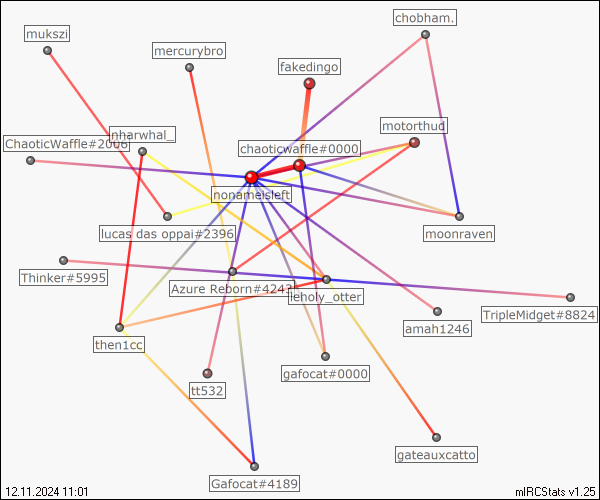 chobham.
mukszi
mercurybro
fakedingo
motorthud
nharwhal_
ChaoticWaffle#2006
chaoticwaffle#0000
nonameisleft
lucas das oppai#2396
moonraven
Thinker#5995
Azure Reborn#4243
leholy_otter
TripleMidget#8824
amah1246
then1cc
gafocat#0000
tt532
gateauxcatto
Gafocat#4189
12.11.2024 11:01
mIRCStats v1.25